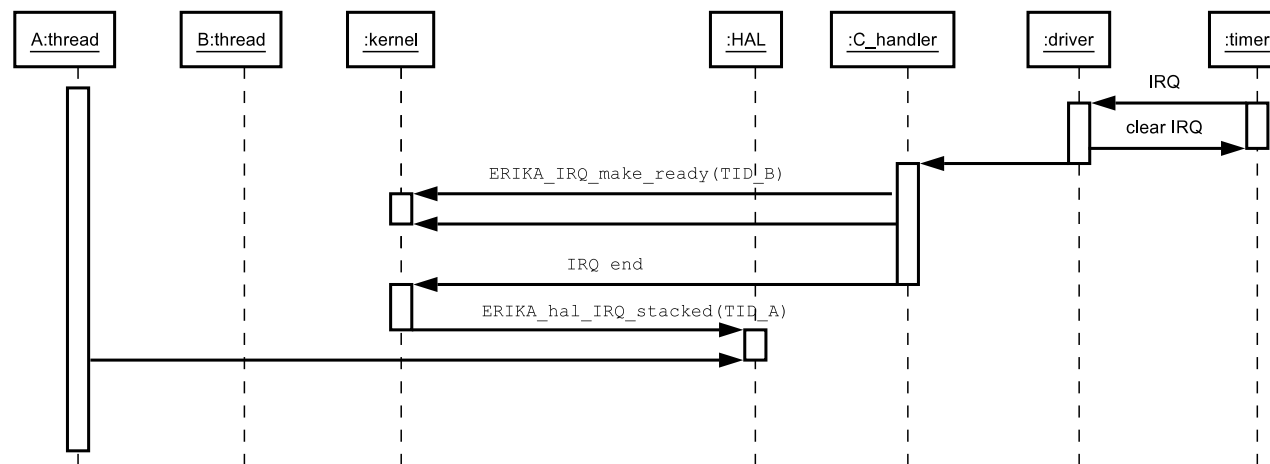 A:thread
B:thread
:kernel
:HAL
:C_handler
:driver
:timer
IRQ
clear IRQ
ERIKA_IRQ_make_ready(TID_B)
IRQ end
ERIKA_hal_IRQ_stacked(TID_A)